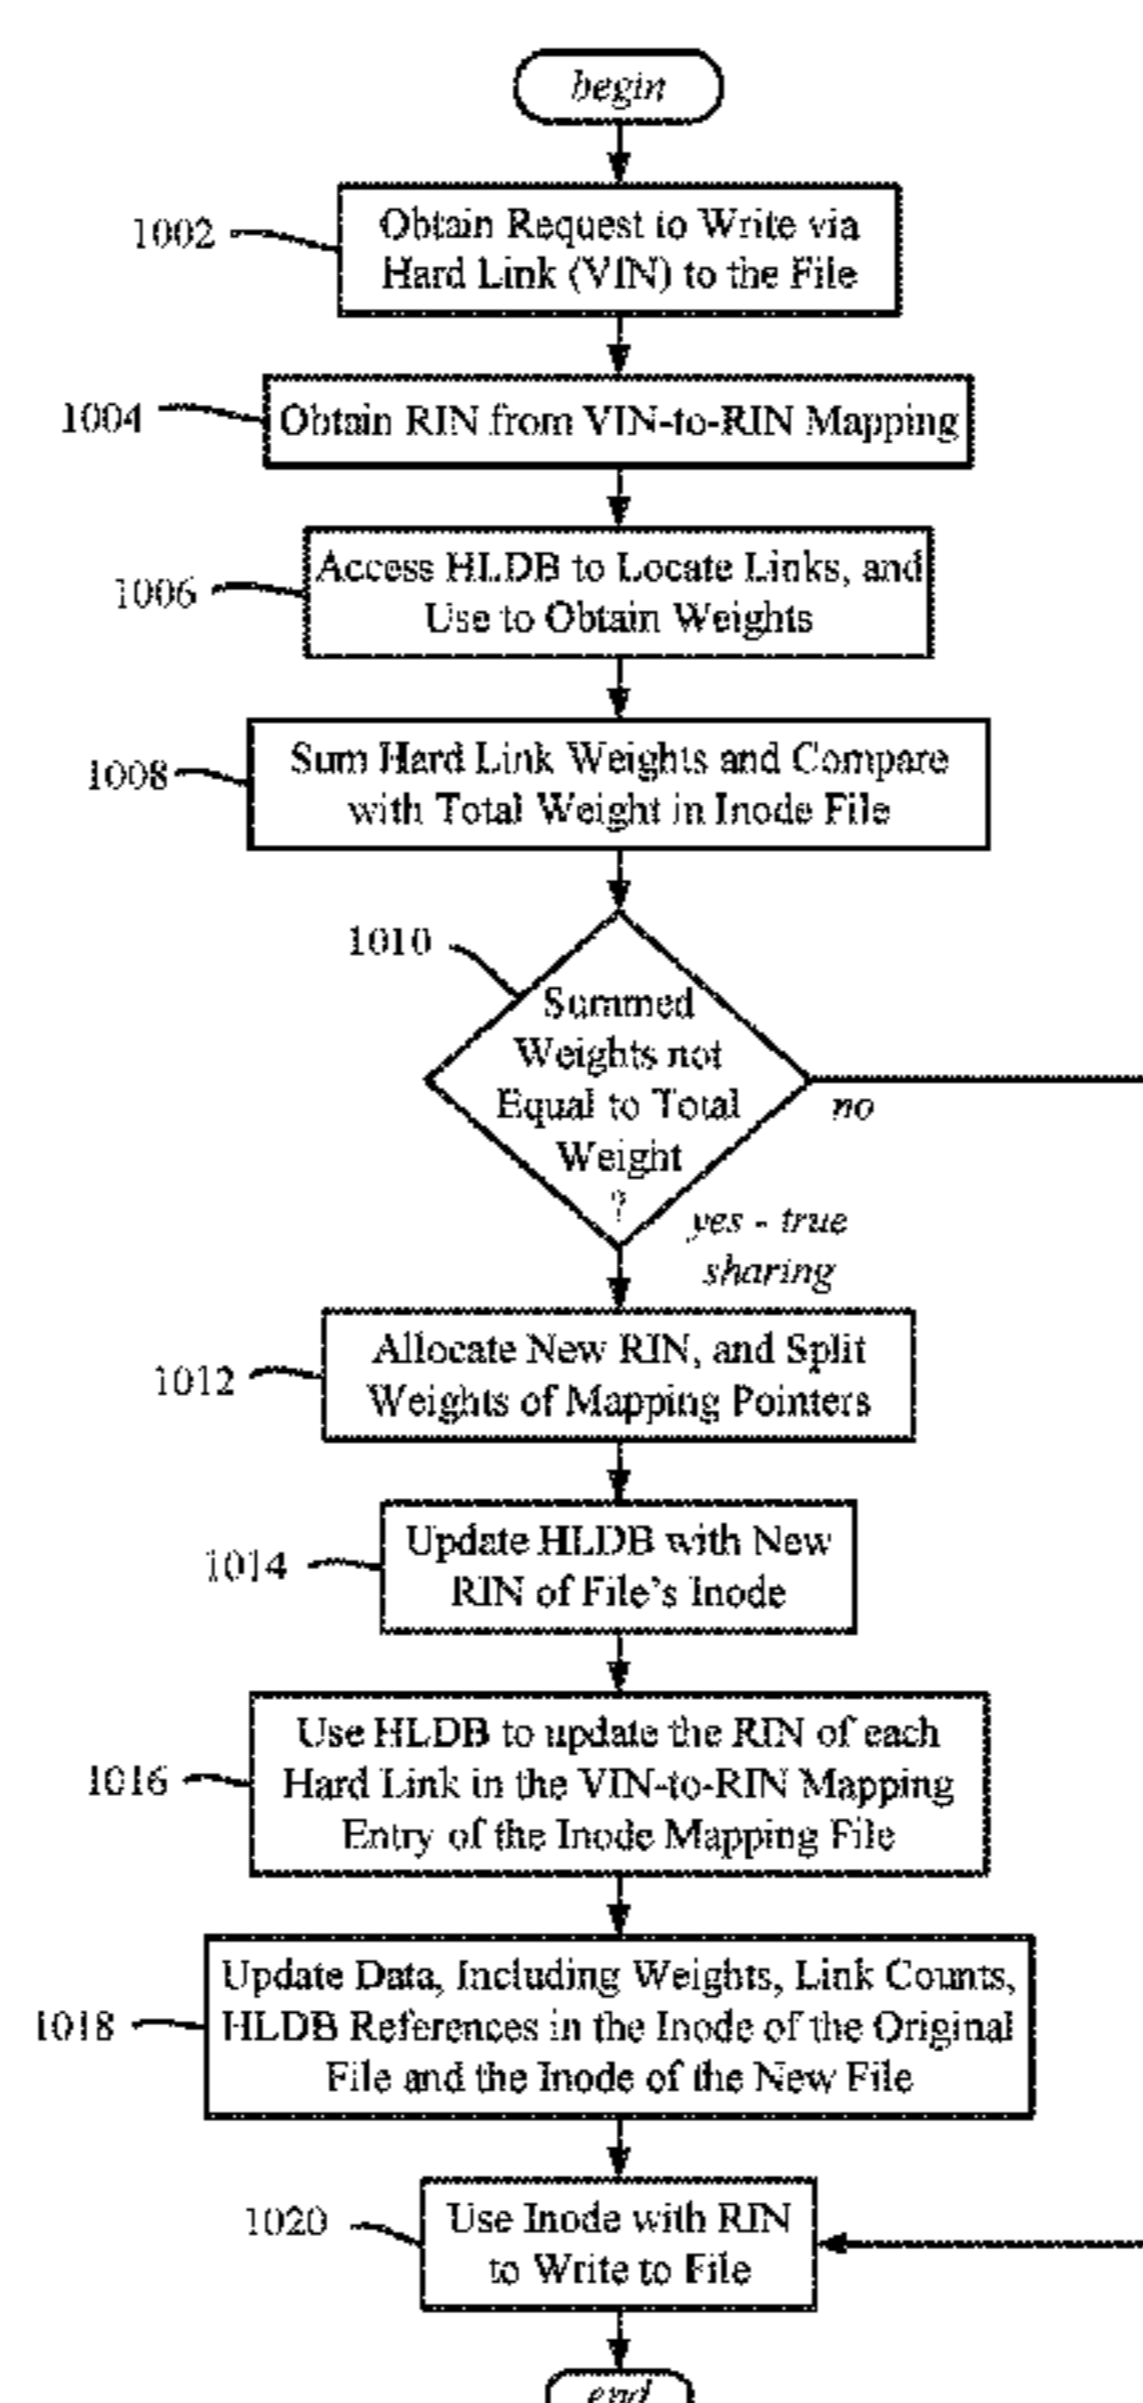 begin
1002
Obtain Request to Write via
Hard Link (VIN) to the File
1004
Obtain RIN from VIN-to-RIN Mapping
1006
Access HLDB to Locate Links, and
Use to Obtain Weights
1008
Sum Hard Link Weights and Compare
with Total Weight in Inode File
1010
Summed
Weights not
Equal to Total
Weight
?
no
yes - true
sharing
1012
Allocate New RIN, and Split
Weights of Mapping Pointers
1014
Update HLDB with New
RIN of File's Inode
1016
Use HLDB to update the RIN of each
Hard Link in the VIN-to-RIN Mapping
Entry of the Inode Mapping File
1018
Update Data, Including Weights, Link Counts,
HLDB References in the Inode of the Original
File and the Inode of the New File
1020
Use Inode with RIN
to Write to File
end